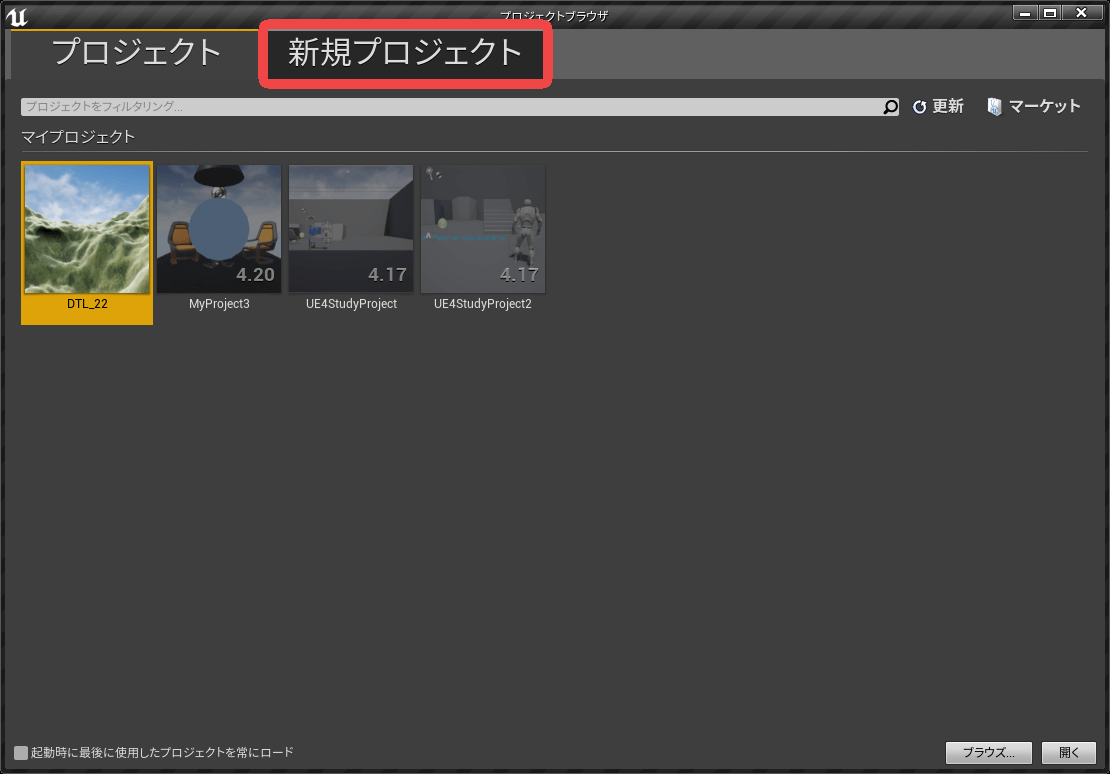 プロジェクトブラウザ
プロジェクト 新規プロジェクト
プロジェクトをフィルタリング... 更新 マーケット
マイプロジェクト
4.20 4.17 4.17
DTL_22 MyProject3 UE4StudyProject UE4StudyProject2
起動時に最後に使用したプロジェクトを常にロード ブラウズ... 開く